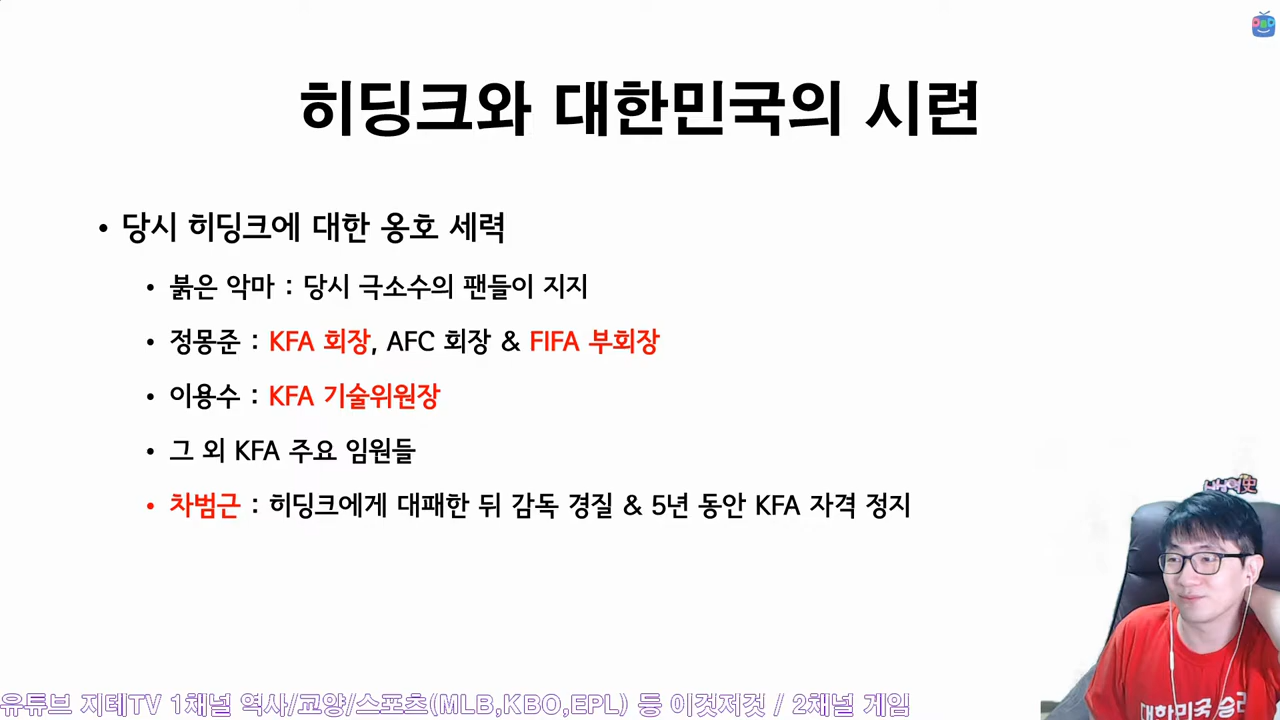 히딩크와 대한민국의 시련
• 당시 히딩크에 대한 옹호 세력
• 붉은 악마 : 당시 극소수의 팬들이 지지
• 정몽준 : KFA 회장, AFC 회장 & FIFA 부회장
• 이용수 : KFA 기술위원장
• 그 외 KFA 주요 임원들
• 차범근 : 히딩크에게 대패한 뒤 감독 경질 & 5년 동안 KFA 자격 정지
대한민국
유튜브 지테TV 1채널 역사/교양/스포츠(MLB,KBO,EPL) 등 이것저것 / 2채널 게임